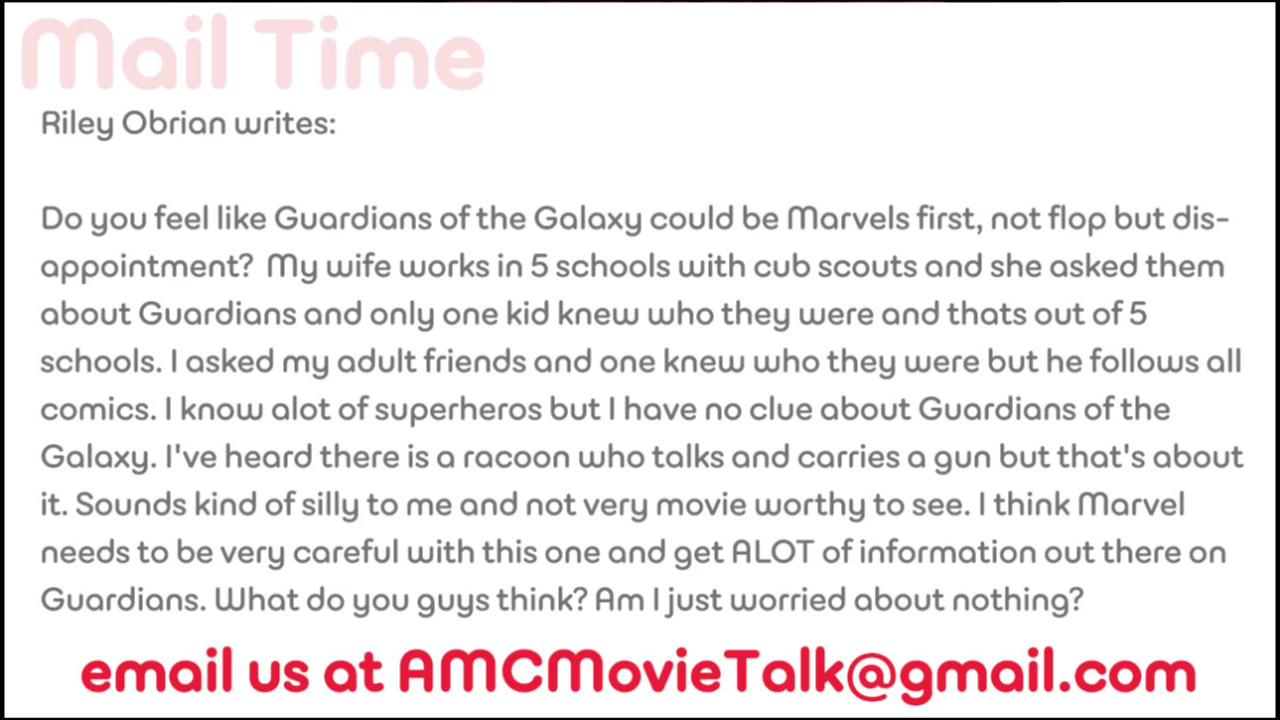 Mail Time
Riley Obrian writes:
Do you feel like Guardians of the Galaxy could be Marvels first, not flop but dis-
appointment?  My wife works in 5 schools with cub scouts and she asked them
about Guardians and only one kid knew who they were and thats out of 5
schools. I asked my adult friends and one knew who they were but he follows all
comics. I know alot of superheros but I have no clue about Guardians of the
Galaxy. I've heard there is a racoon who talks and carries a gun but that's about
it. Sounds kind of silly to me and not very movie worthy to see. I think Marvel
needs to be very careful with this one and get ALOT of information out there on
Guardians. What do you guys think? Am I just worried about nothing?
email us at AMCMovieTalk@gmail.com